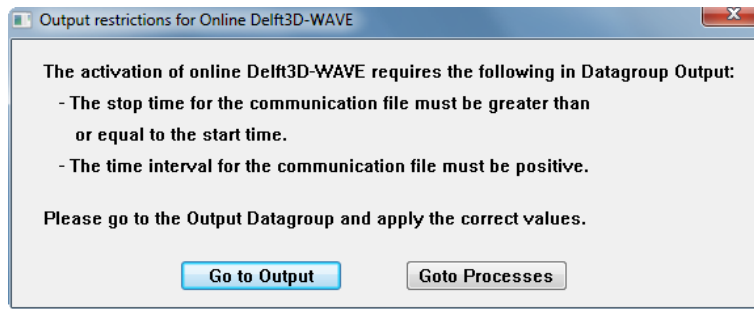 Output restrictions for Online Delft3D-WAVE
The activation of online Delft3D-WAVE requires the following in Datagroup Output:
- The stop time for the communication file must be greater than
or equal to the start time.
- The time interval for the communication file must be positive.
Please go to the Output Datagroup and apply the correct values.
Go to Output
Goto Processes